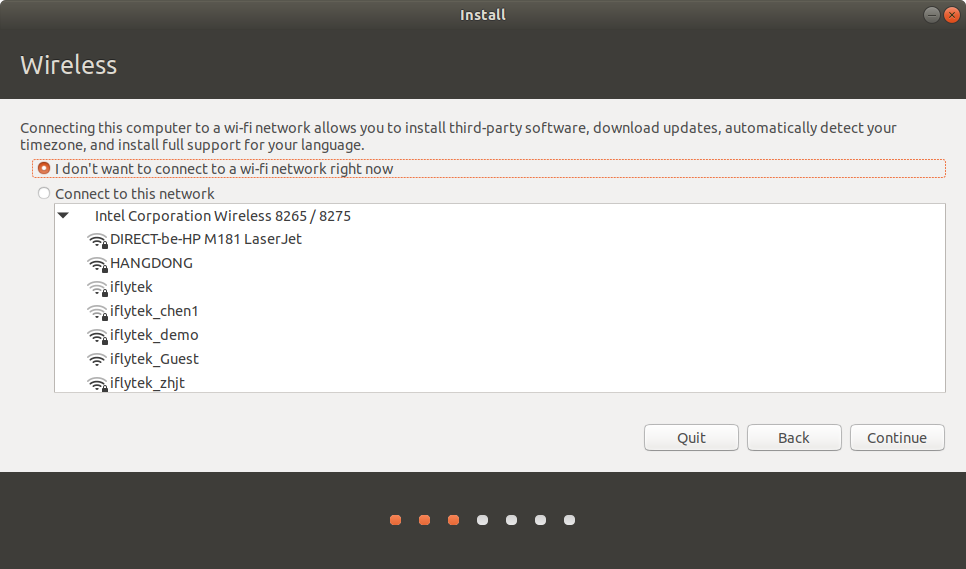 Install
Wireless
Connecting this computer to a wi-fi network allows you to install third-party software, download updates, automatically detect your
timezone, and install full support for your language.
I don't want to connect to a wi-fi network right now
Connect to this network
Intel Corporation Wireless 8265 / 8275
DIRECT-be-HP M181 LaserJet
HANGDONG
iflytek
iflytek_chen1
iflytek_demo
iflytek_Guest
iflytek_zhjt
Quit Back Continue